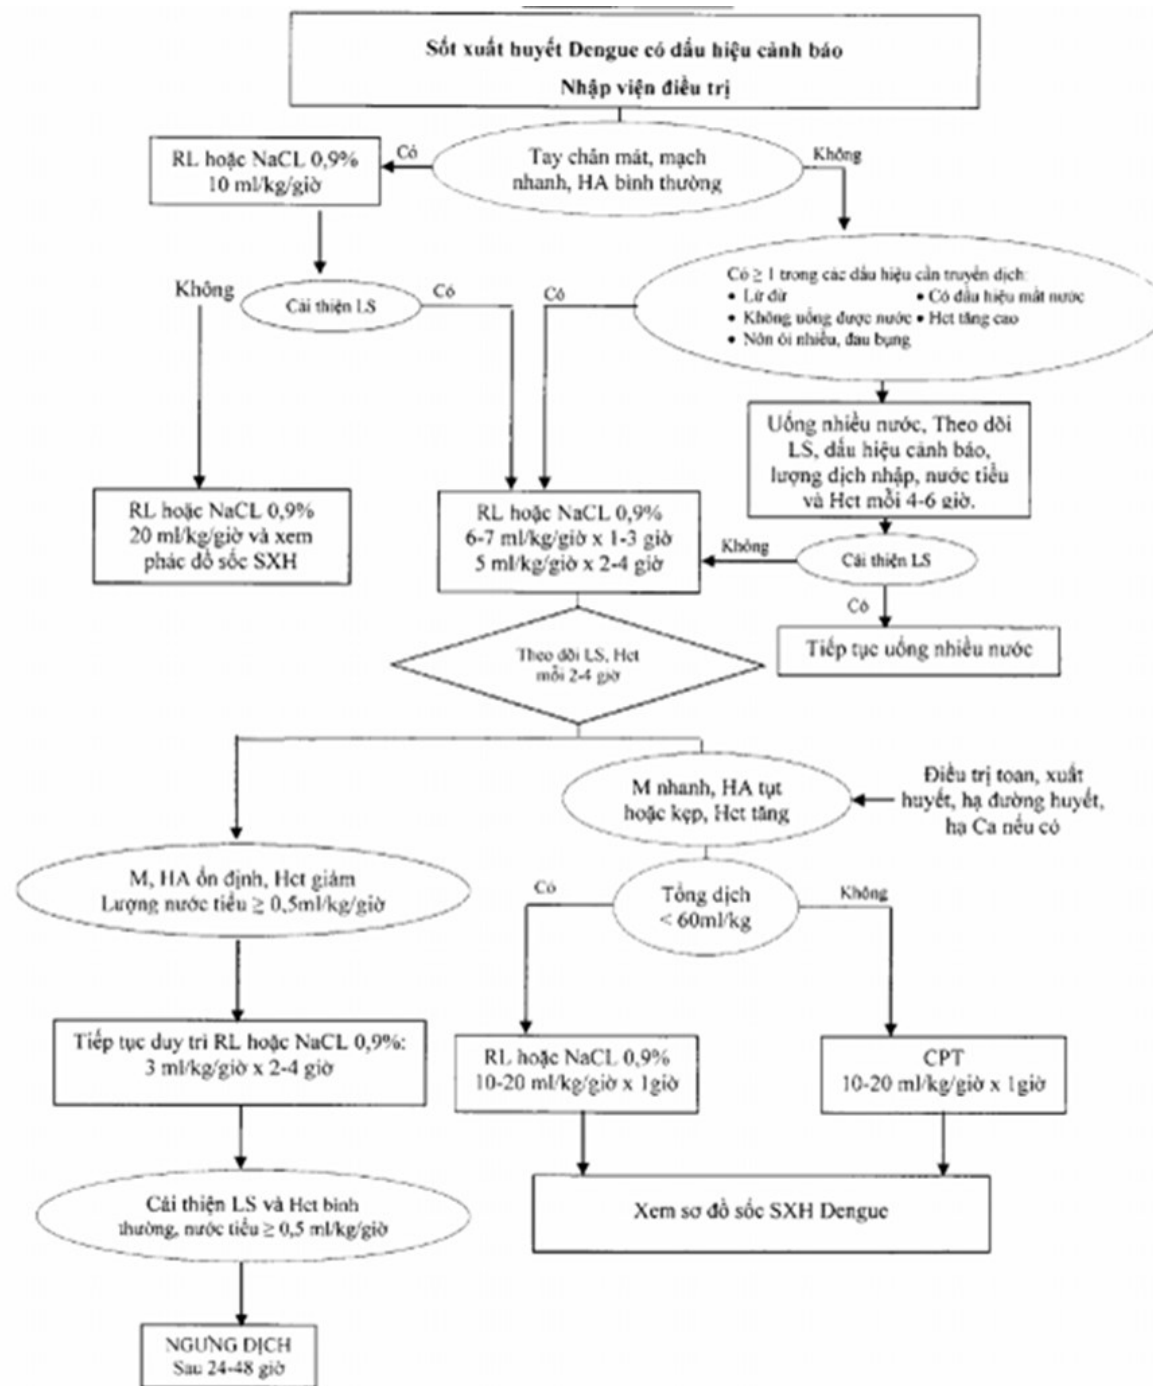 Sốt xuất huyết Dengue có dấu hiệu cảnh báo
Nhập viện điều trị
Tay chân mát, mạch
nhanh, HA bình thường
Có
Không
RL hoặc NaCL 0,9%
10 ml/kg/giờ
Có ≥ 1 trong các dấu hiệu cần truyền dịch:
• Lừ đừ
• Có dấu hiệu mất nước
• Không uống được nước
• Hct tăng cao
• Nôn ói nhiều, đau bụng
Không
Cải thiện LS
Có
Có
Uống nhiều nước, Theo dõi
LS, dấu hiệu cảnh báo,
lượng dịch nhập, nước tiểu
và Hct mỗi 4-6 giờ.
RL hoặc NaCL 0,9%
20 ml/kg/giờ và xem
phác đồ sốc SXH
RL hoặc NaCL 0,9%
6-7 ml/kg/giờ x 1-3 giờ
5 ml/kg/giờ x 2-4 giờ
Không
Cải thiện LS
Có
Tiếp tục uống nhiều nước
Theo dõi LS, Hct
mỗi 2-4 giờ
M nhanh, HA tụt
hoặc kẹp, Hct tăng
Điều trị toan, xuất
huyết, hạ đường huyết,
hạ Ca nếu có
M, HA ổn định, Hct giảm
Lượng nước tiểu ≥ 0,5ml/kg/giờ
Có
Tổng dịch
< 60ml/kg
Không
Tiếp tục duy trì RL hoặc NaCL 0,9%:
3 ml/kg/giờ x 2-4 giờ
RL hoặc NaCL 0,9%
10-20 ml/kg/giờ x 1giờ
CPT
10-20 ml/kg/giờ x 1giờ
Cải thiện LS và Hct bình
thường, nước tiểu ≥ 0,5 ml/kg/giờ
Xem sơ đồ sốc SXH Dengue
NGƯNG DỊCH
Sau 24-48 giờ